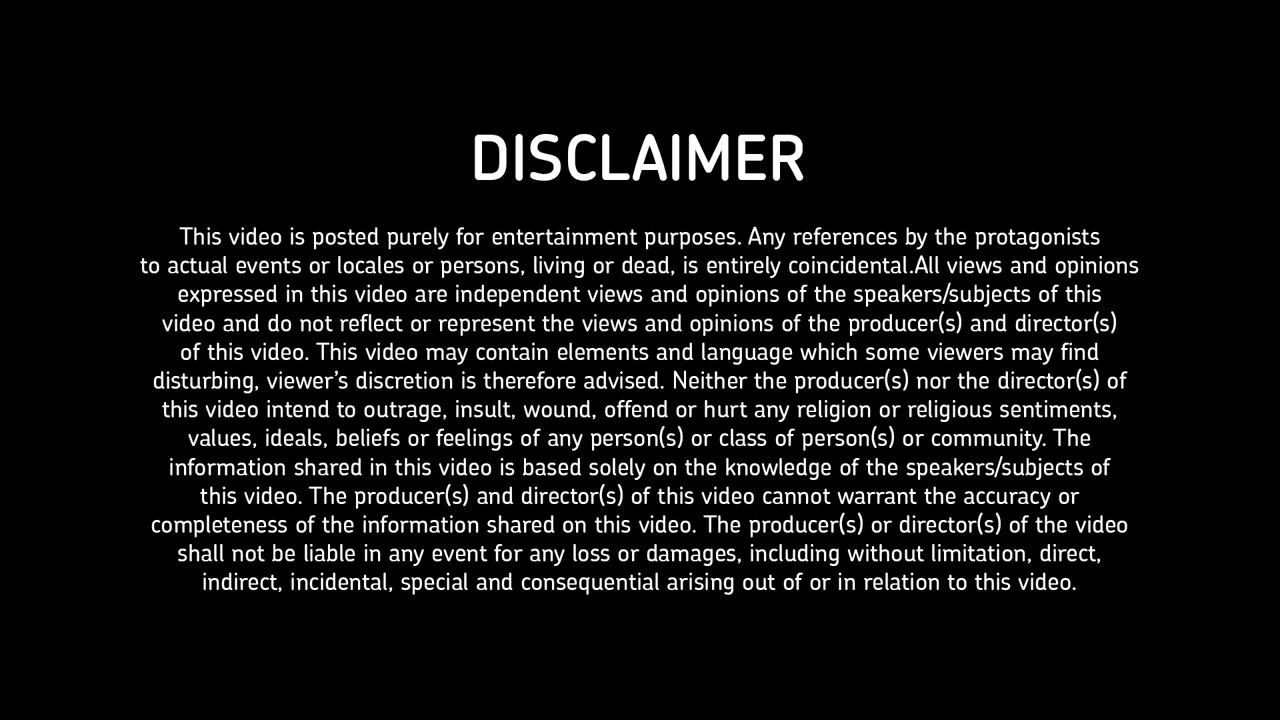 DISCLAIMER
This video is posted purely for entertainment purposes. Any references by the protagonists
to actual events or locales or persons, living or dead, is entirely coincidental.All views and opinions
expressed in this video are independent views and opinions of the speakers/subjects of this
video and do not reflect or represent the views and opinions of the producer(s) and director(s)
of this video. This video may contain elements and language which some viewers may find
disturbing, viewer’s discretion is therefore advised. Neither the producer(s) nor the director(s) of
this video intend to outrage, insult, wound, offend or hurt any religion or religious sentiments,
values, ideals, beliefs or feelings of any person(s) or class of person(s) or community. The
information shared in this video is based solely on the knowledge of the speakers/subjects of
this video. The producer(s) and director(s) of this video cannot warrant the accuracy or
completeness of the information shared on this video. The producer(s) or director(s) of the video
shall not be liable in any event for any loss or damages, including without limitation, direct,
indirect, incidental, special and consequential arising out of or in relation to this video.